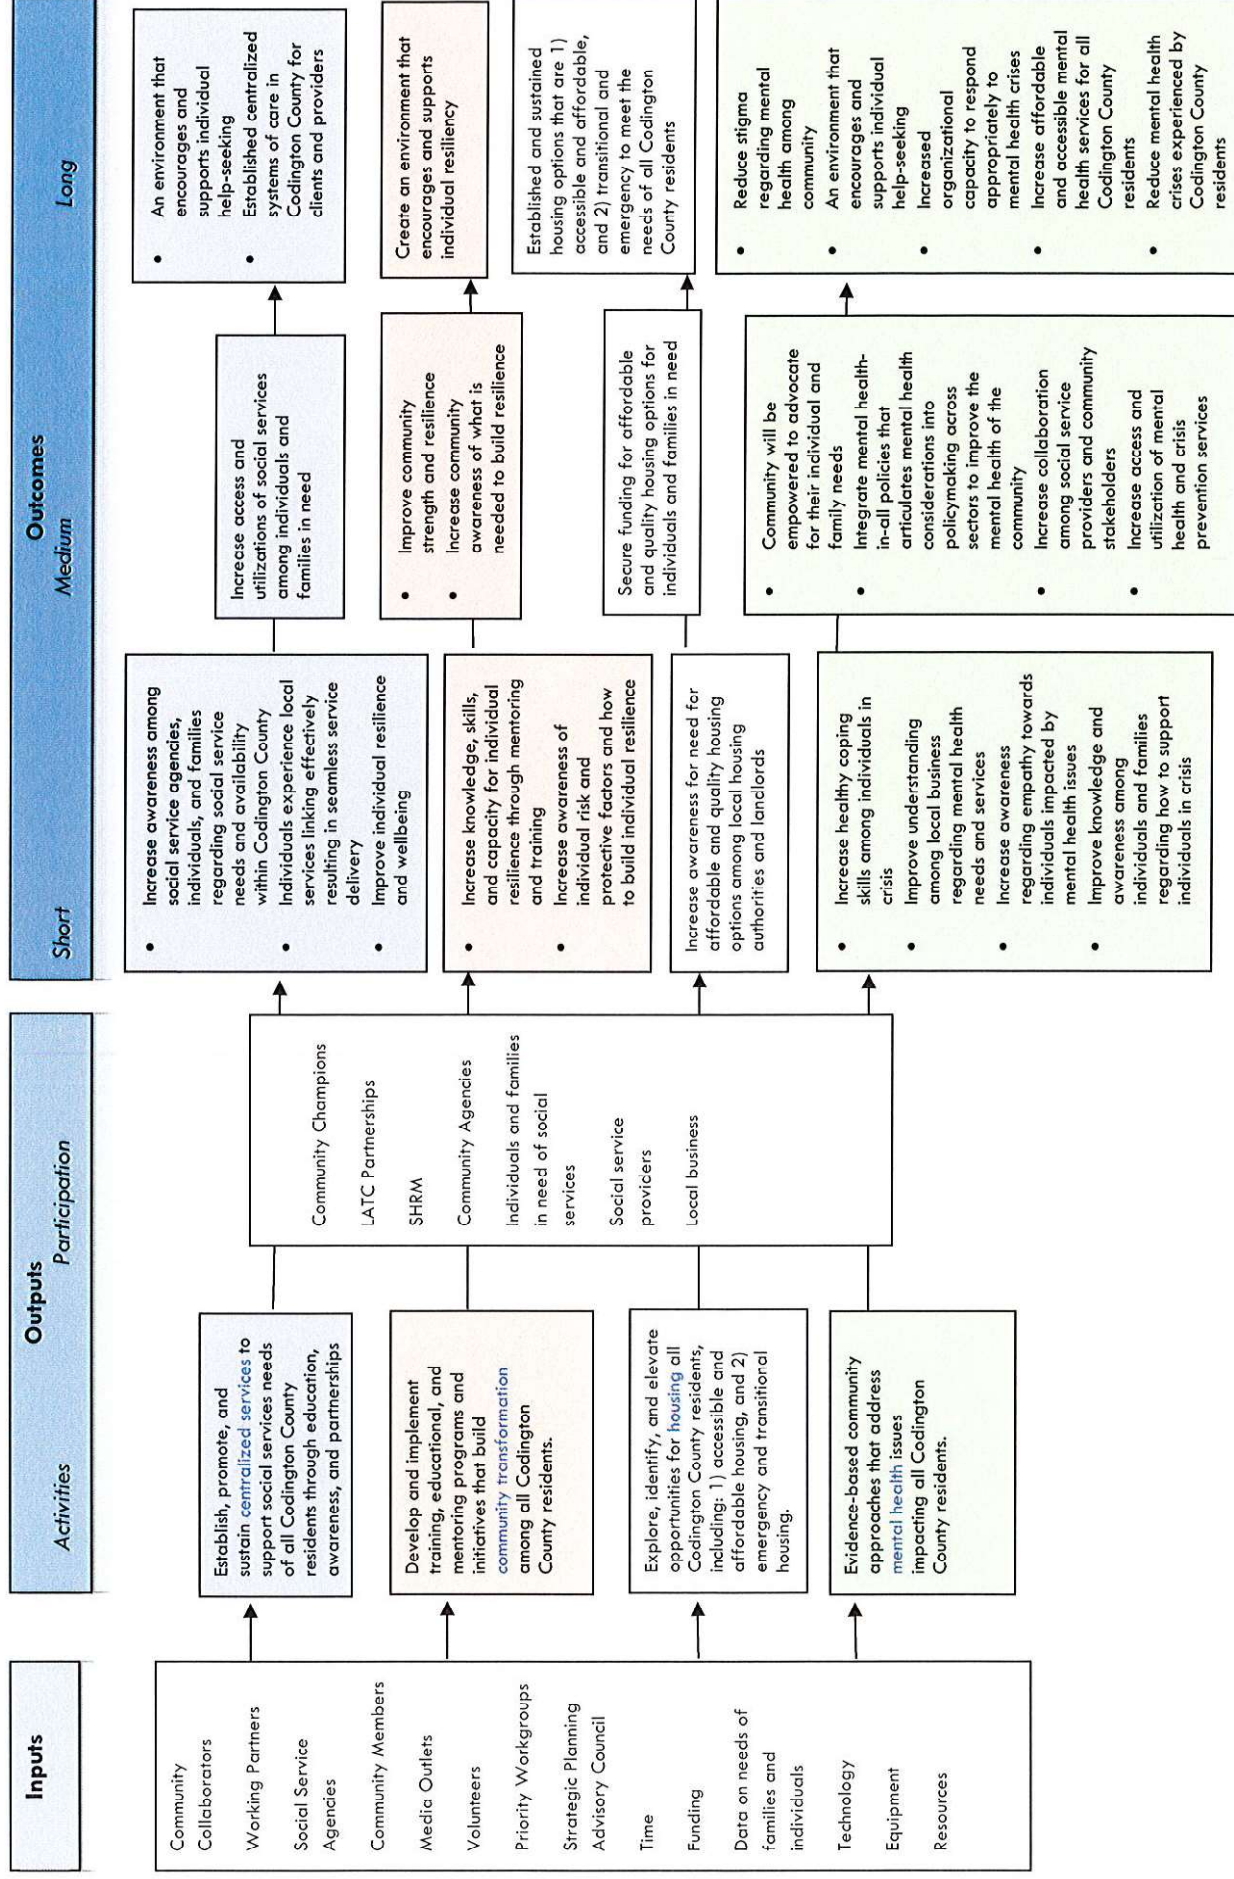 Inputs
Outputs
Activities
Participation
Outcomes
Short
Medium
Long
Community
Collaborators
Working Partners
Social Service
Agencies
Community Members
Media Outlets
Volunteers
Priority Workgroups
Strategic Planning
Advisory Council
Time
Funding
Data on needs of
families and
individuals
Technology
Equipment
Resources
Establish, promote, and
sustain centralized services to
support social services needs
of all Codington County
residents through education,
awareness, and partnerships
Develop and implement
training, educational, and
mentoring programs and
initiatives that build
community transformation
among all Codington
County residents.
Explore, identify, and elevate
opportunities for housing all
Codington County residents,
including: 1) accessible and
affordable housing, and 2)
emergency and transitional
housing.
Evidence-based community
approaches that address
mental health issues
impacting all Codington
County residents.
Community Champions
LATC Partnerships
SHRM
Community Agencies
Individuals and families
in need of social
services
Social service
providers
Local business
• Increase awareness among
social service agencies,
individuals, and families
regarding social service
needs and availability
within Codington County
• Individuals experience local
services linking effectively
resulting in seamless service
delivery
• Improve individual resilience
and wellbeing
• Increase knowledge, skills,
and capacity for individual
resilience through mentoring
and training
• Increase awareness of
individual risk and
protective factors and how
to build individual resilience
Increase awareness for need for
affordable and quality housing
options among local housing
authorities and landlords
• Increase healthy coping
skills among individuals in
crisis
• Improve understanding
among local business
regarding mental health
needs and services
• Increase awareness
regarding empathy towards
individuals impacted by
mental health issues
• Improve knowledge and
awareness among
individuals and families
regarding how to support
individuals in crisis
Increase access and
utilizations of social services
among individuals and
families in need
• Improve community
strength and resilience
• Increase community
awareness of what is
needed to build resilience
Secure funding for affordable
and quality housing options for
individuals and families in need
• Community will be
empowered to advocate
for their individual and
family needs
• Integrate mental health-
in-all policies that
articulates mental health
considerations into
policymaking across
sectors to improve the
mental health of the
community
• Increase collaboration
among social service
providers and community
stakeholders
• Increase access and
utilization of mental
health and crisis
prevention services
• An environment that
encourages and
supports individual
help-seeking
• Established centralized
systems of care in
Codington County for
clients and providers
Create an environment that
encourages and supports
individual resiliency
Established and sustained
housing options that are 1)
accessible and affordable,
and 2) transitional and
emergency to meet the
needs of all Codington
County residents
• Reduce stigma
regarding mental
health among
community
• An environment that
encourages and
supports individual
help-seeking
• Increased
organizational
capacity to respond
appropriately to
mental health crises
• Increase affordable
and accessible mental
health services for all
Codington County
residents
• Reduce mental health
crises experienced by
Codington County
residents